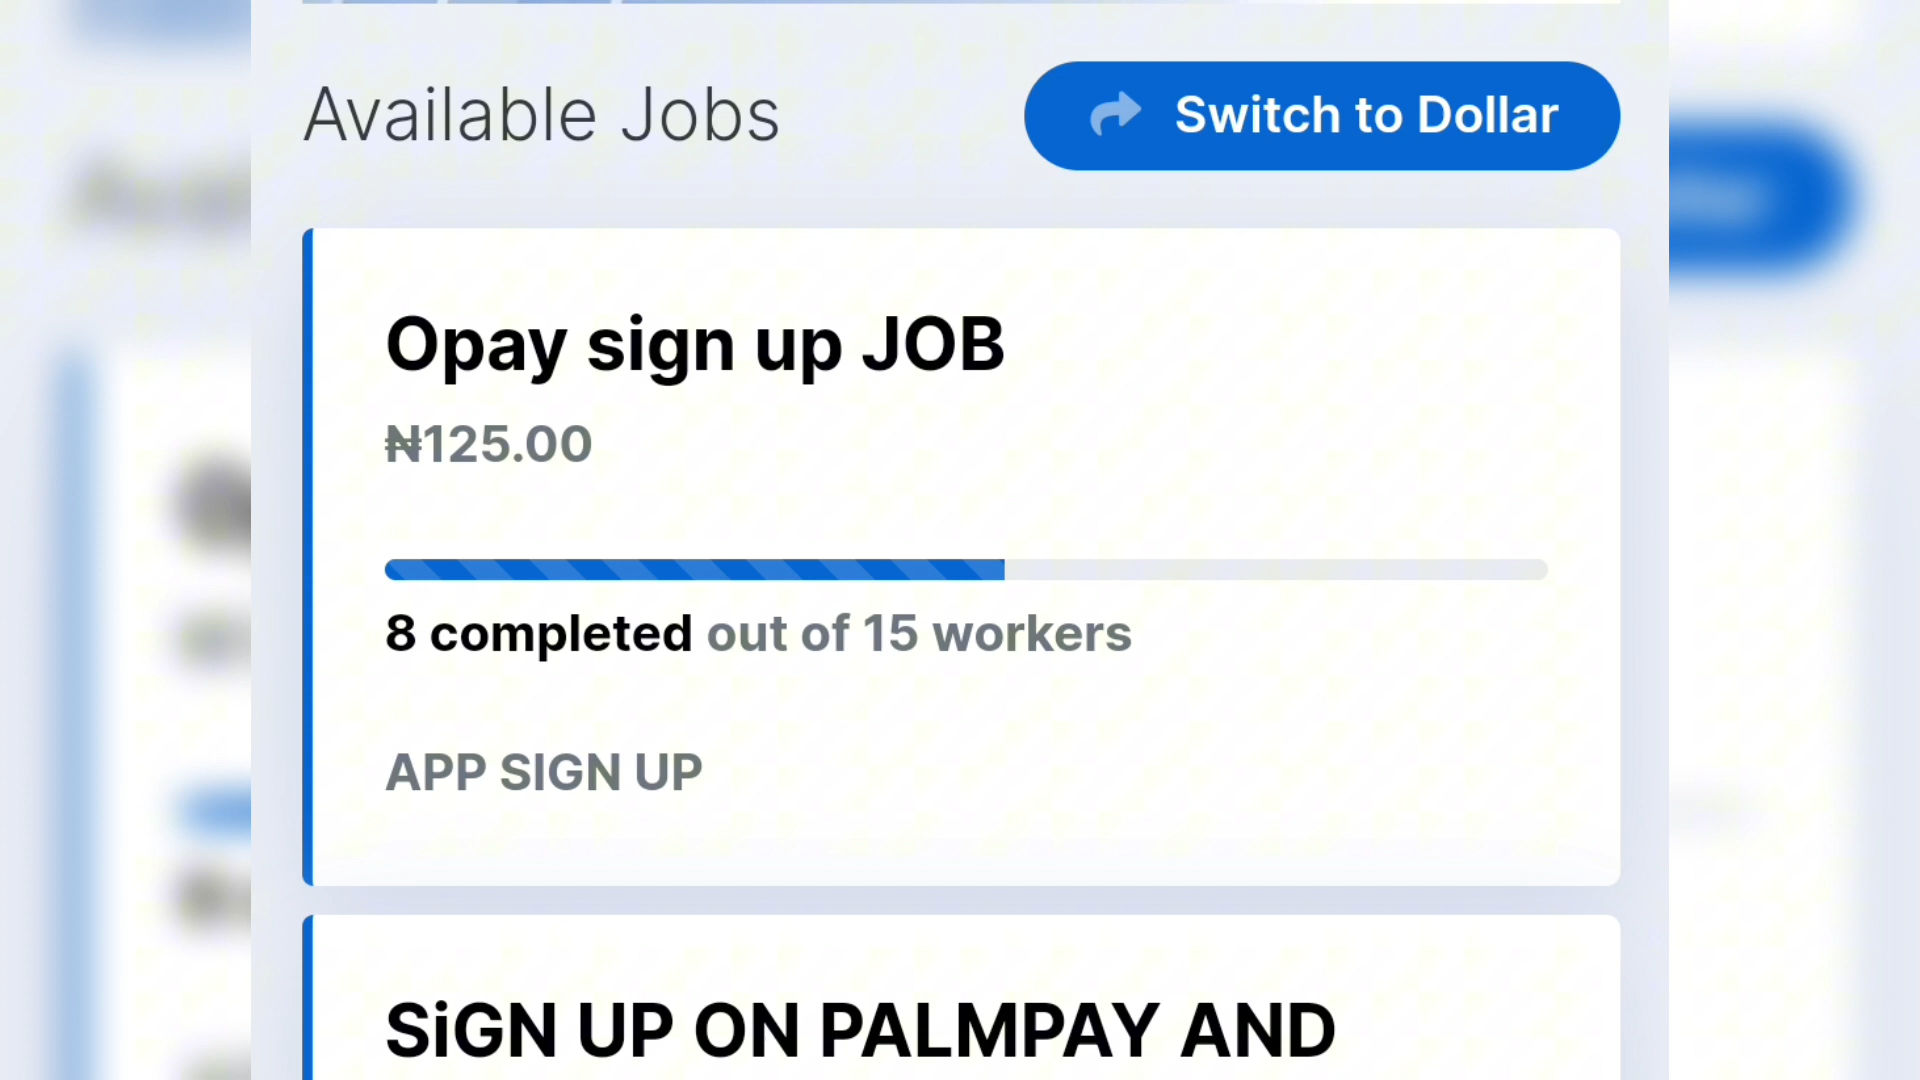 Available Jobs
Switch to Dollar
Opay sign up JOB
₦125.00
8 completed out of 15 workers
APP SIGN UP
SiGN UP ON PALMPAY AND